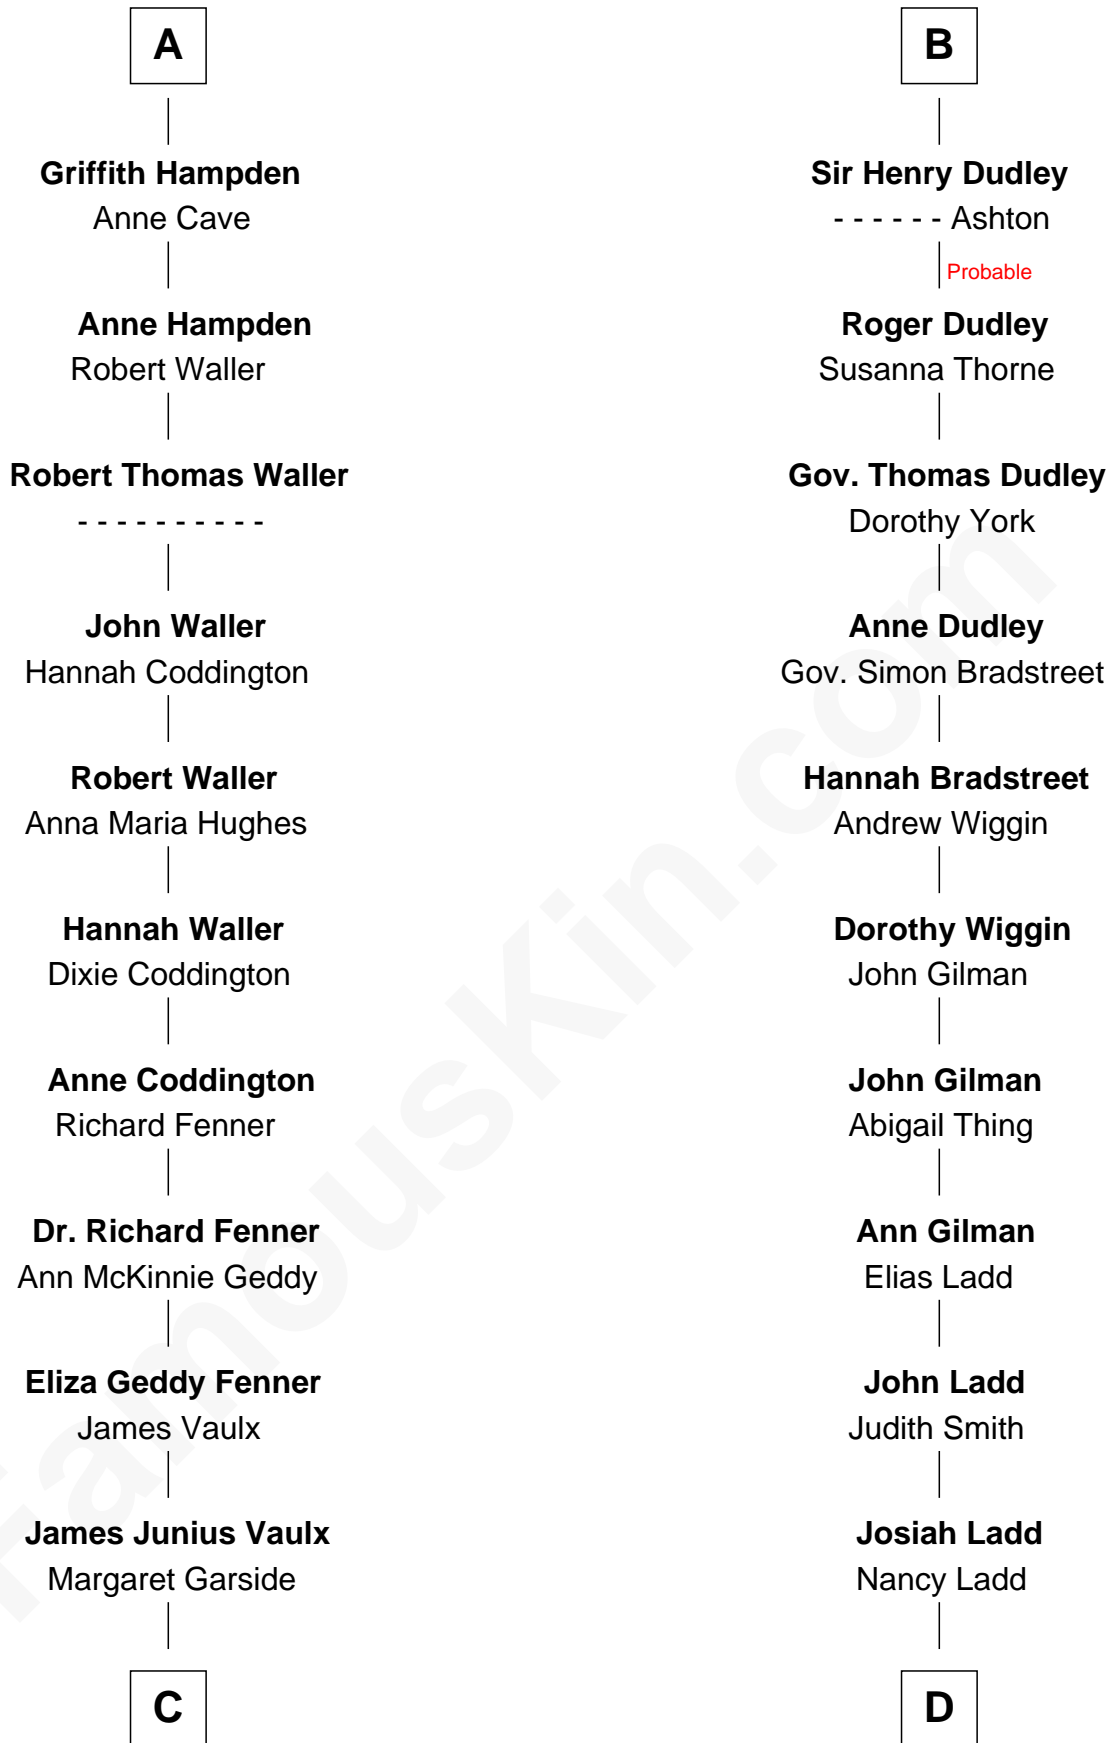 A
Griffith Hampden
Anne Cave
Anne Hampden
Robert Waller
Robert Thomas Waller
- - - - - - - - - -
John Waller
Hannah Coddington
Robert Waller
Anna Maria Hughes
Hannah Waller
Dixie Coddington
Anne Coddington
Richard Fenner
Dr. Richard Fenner
Ann McKinnie Geddy
Eliza Geddy Fenner
James Vaulx
James Junius Vaulx
Margaret Garside
C
B
Sir Henry Dudley
- - - - - - Ashton
Probable
Roger Dudley
Susanna Thorne
Gov. Thomas Dudley
Dorothy York
Anne Dudley
Gov. Simon Bradstreet
Hannah Bradstreet
Andrew Wiggin
Dorothy Wiggin
John Gilman
John Gilman
Abigail Thing
Ann Gilman
Elias Ladd
John Ladd
Judith Smith
Josiah Ladd
Nancy Ladd
D
FamousKin.com